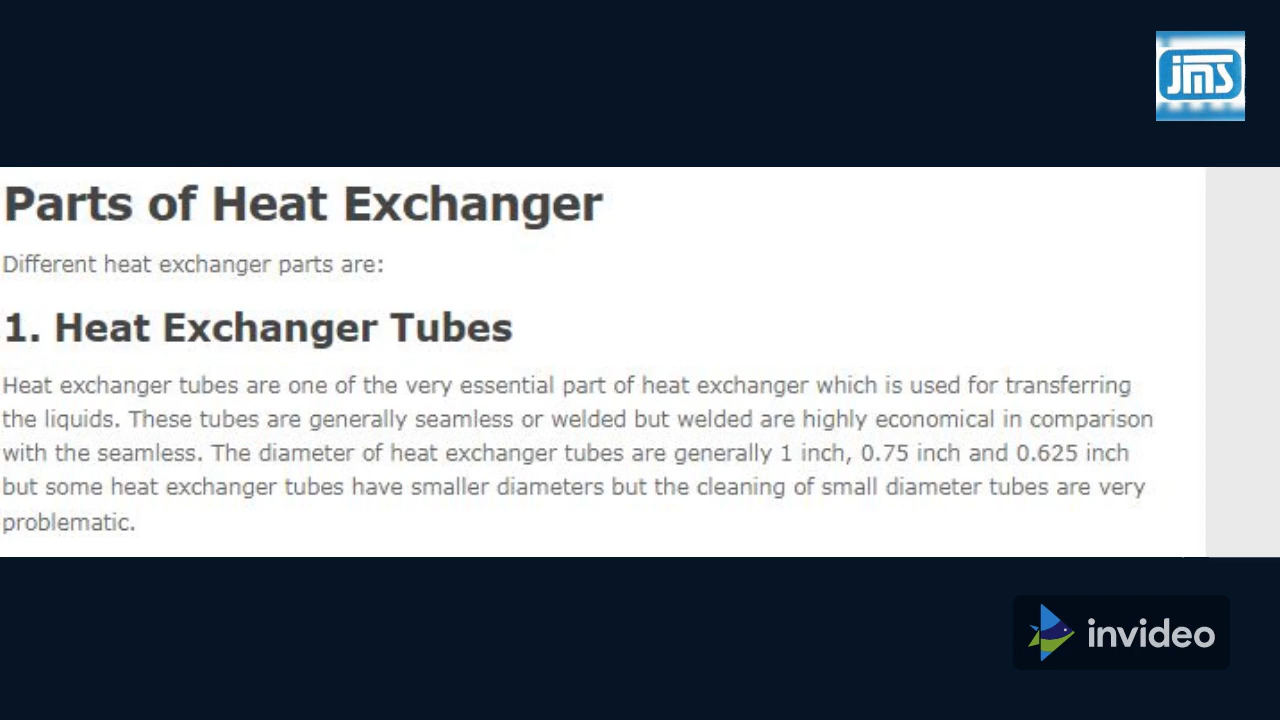 jms
Parts of Heat Exchanger
Different heat exchanger parts are:
1. Heat Exchanger Tubes
Heat exchanger tubes are one of the very essential part of heat exchanger which is used for transferring
the liquids. These tubes are generally seamless or welded but welded are highly economical in comparison
with the seamless. The diameter of heat exchanger tubes are generally 1 inch, 0.75 inch and 0.625 inch
but some heat exchanger tubes have smaller diameters but the cleaning of small diameter tubes are very
problematic.
invideo